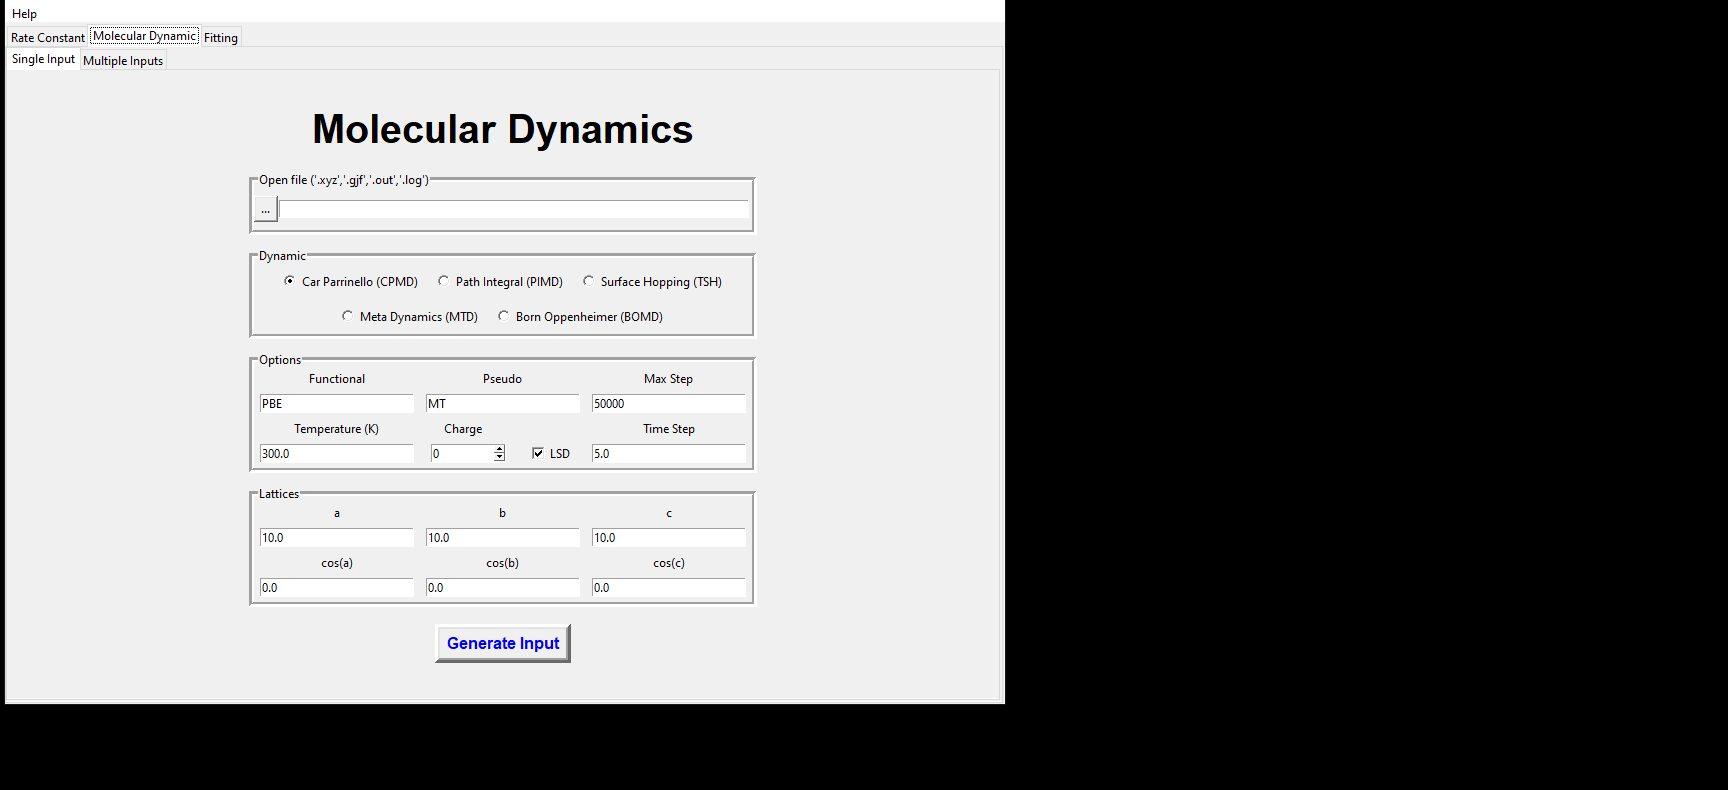 Help
Rate Constant Molecular Dynamic Fitting
Single Input Multiple Inputs
Molecular Dynamics
Open file ('.xyz','.gjf','.out','.log')
...
Dynamic
Car Parrinello (CPMD) Path Integral (PIMD) Surface Hopping (TSH)
Meta Dynamics (MTD) Born Oppenheimer (BOMD)
Options
Functional Pseudo Max Step
PBE MT 50000
Temperature (K) Charge Time Step
300.0 0 LSD 5.0
Lattices
a b c
10.0 10.0 10.0
cos(a) cos(b) cos(c)
0.0 0.0 0.0
Generate Input